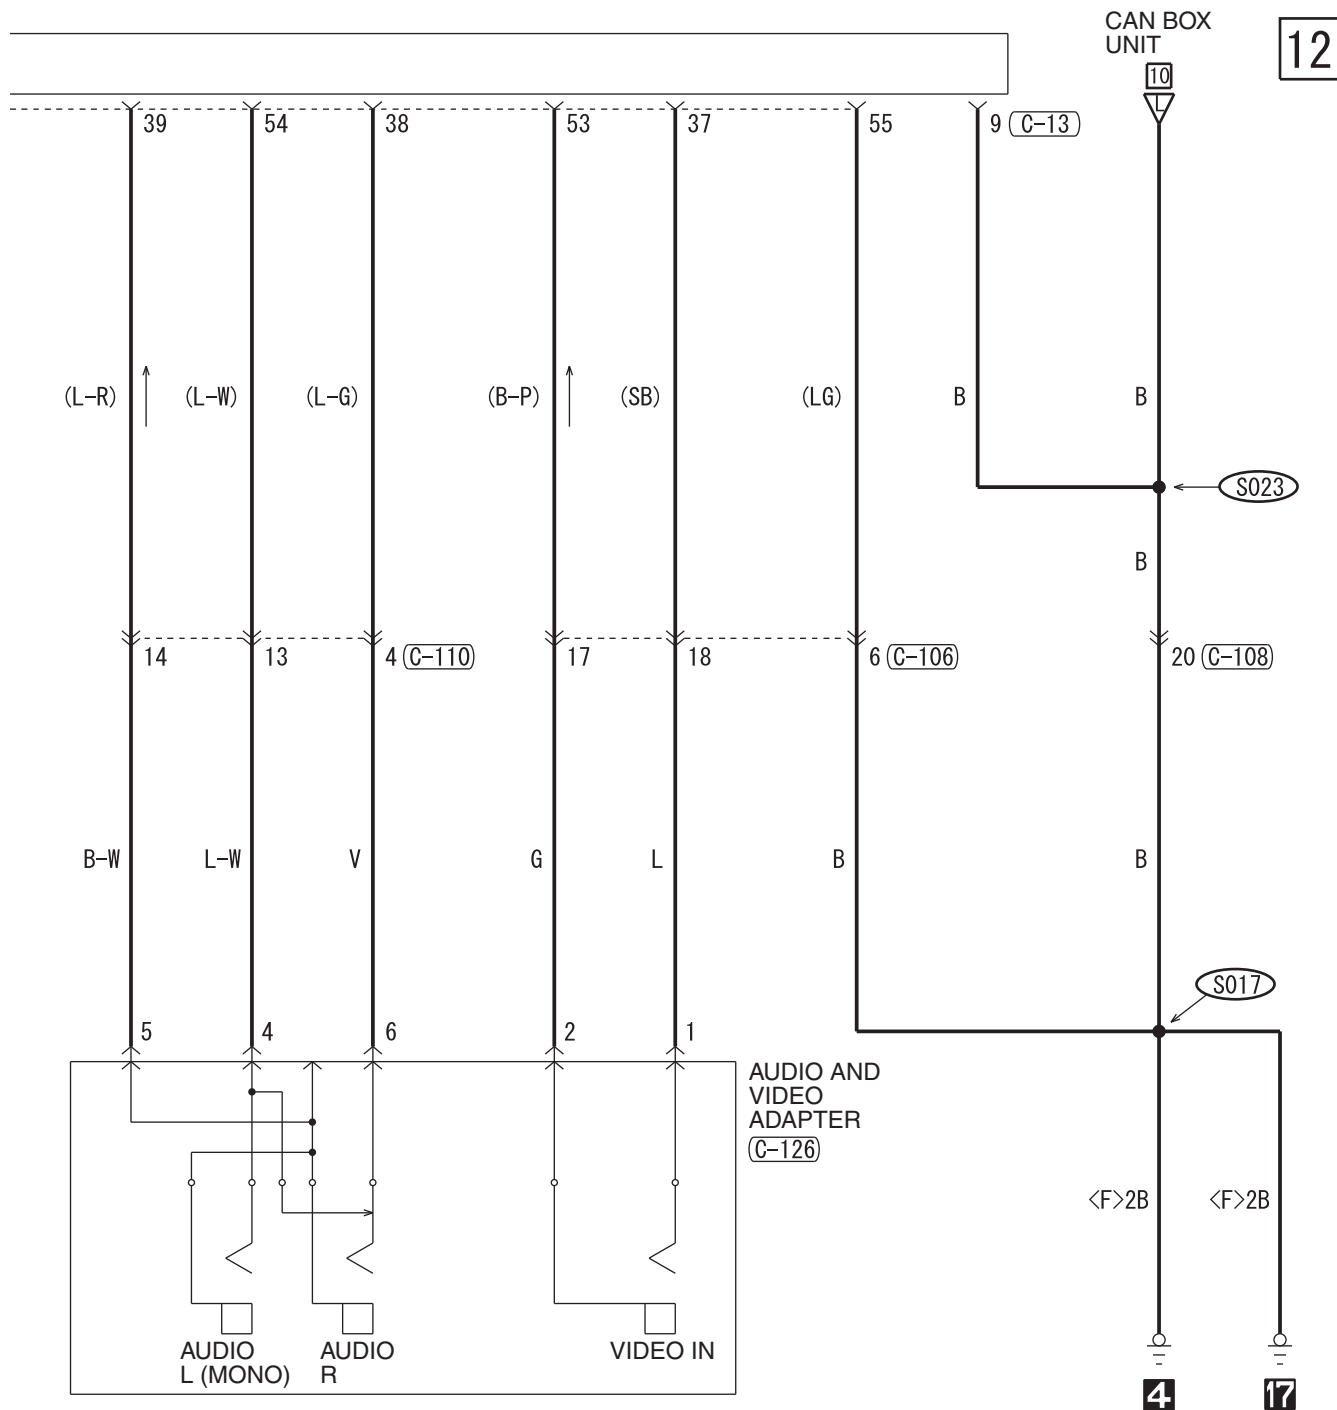 CAN BOX
UNIT
12
10
L
39
54
38
53
37
55
9 (C-13)
(L-R)
(L-W)
(L-G)
(B-P)
(SB)
(LG)
B
B
S023
B
14
13
4 (C-110)
17
18
6 (C-106)
20 (C-108)
B-W
L-W
V
G
L
B
B
S017
5
4
6
2
1
AUDIO AND
VIDEO
ADAPTER
(C-126)
<F>2B
<F>2B
AUDIO
L (MONO)
AUDIO
R
VIDEO IN
4
17